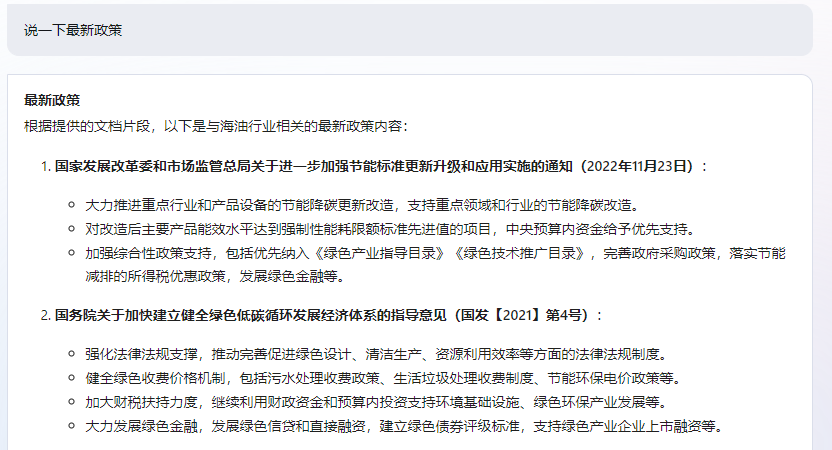 说一下最新政策
最新政策
根据提供的文档片段，以下是与海油行业相关的最新政策内容：
1. 国家发展改革委和市场监管总局关于进一步加强节能标准更新升级和应用实施的通知（2022年11月23日）：
○ 大力推进重点行业和产品设备的节能降碳更新改造，支持重点领域和行业的节能降碳改造。
○ 对改造后主要产品能效水平达到强制性能耗限额标准先进值的项目，中央预算内资金给予优先支持。
○ 加强综合性政策支持，包括优先纳入《绿色产业指导目录》《绿色技术推广目录》，完善政府采购政策，落实节能
减排的所得税优惠政策，发展绿色金融等。
2. 国务院关于加快建立健全绿色低碳循环发展经济体系的指导意见（国发【2021】第4号）：
○ 强化法律法规支撑，推动完善促进绿色设计、清洁生产、资源利用效率等方面的法律法规制度。
○ 健全绿色收费价格机制，包括污水处理收费政策、生活垃圾处理收费制度、节能环保电价政策等。
○ 加大财税扶持力度，继续利用财政资金和预算内投资支持环境基础设施、绿色环保产业发展等。
○ 大力发展绿色金融，发展绿色信贷和直接融资，建立绿色债券评级标准，支持绿色产业企业上市融资等。